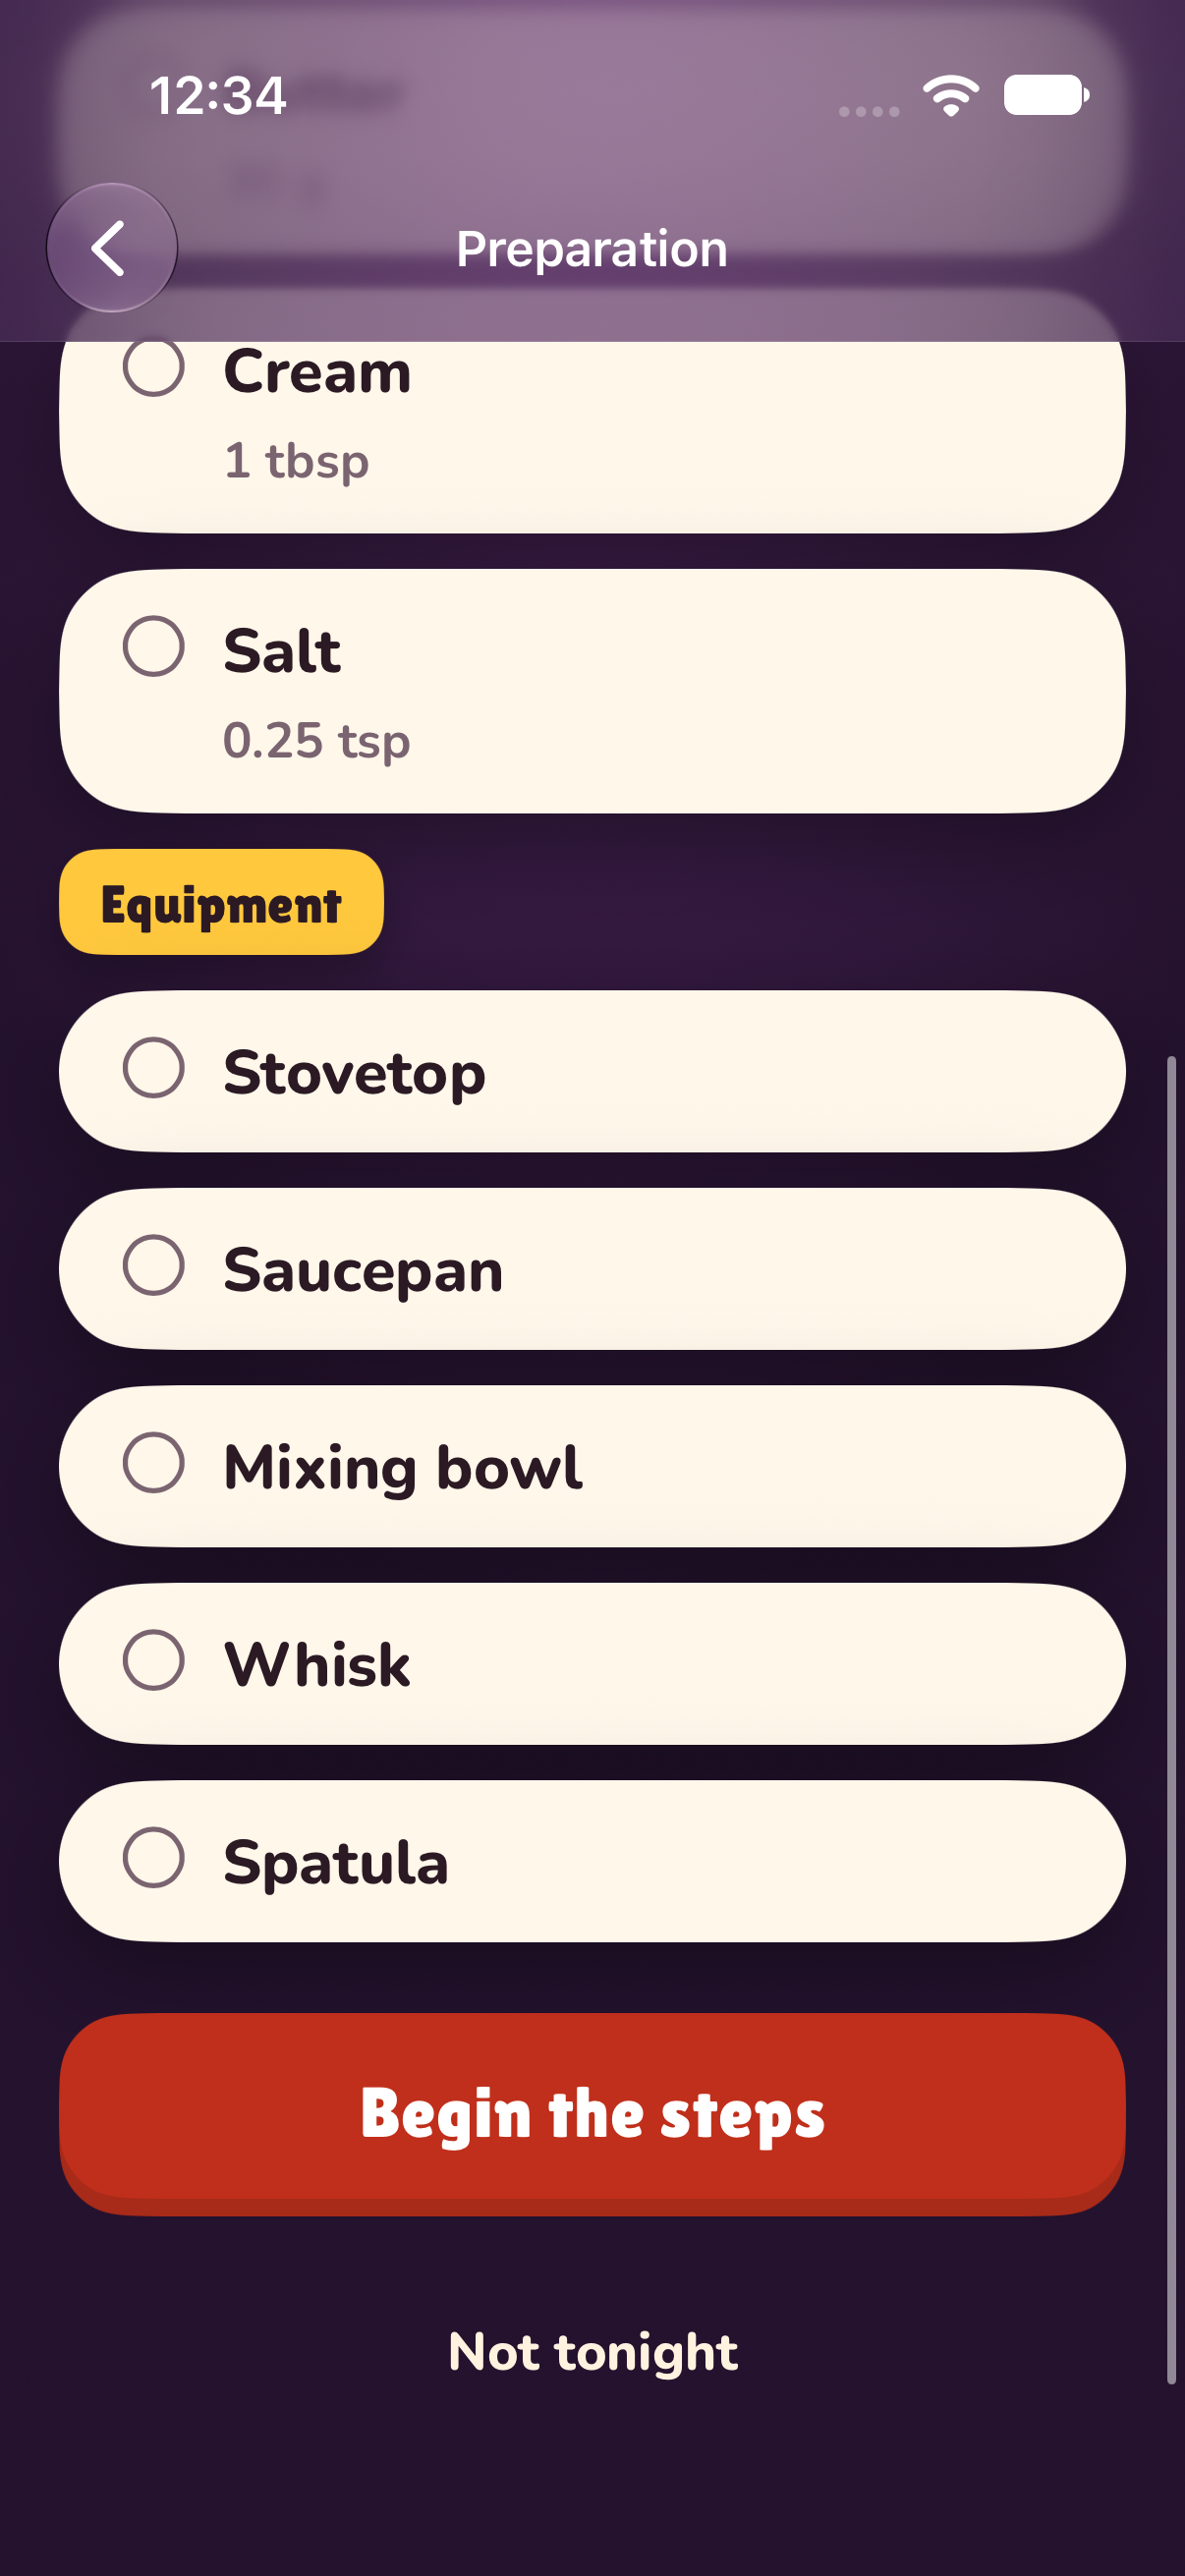 12:34
Preparation
Cream
1 tbsp
Salt
0.25 tsp
Equipment
Stovetop
Saucepan
Mixing bowl
Whisk
Spatula
Begin the steps
Not tonight